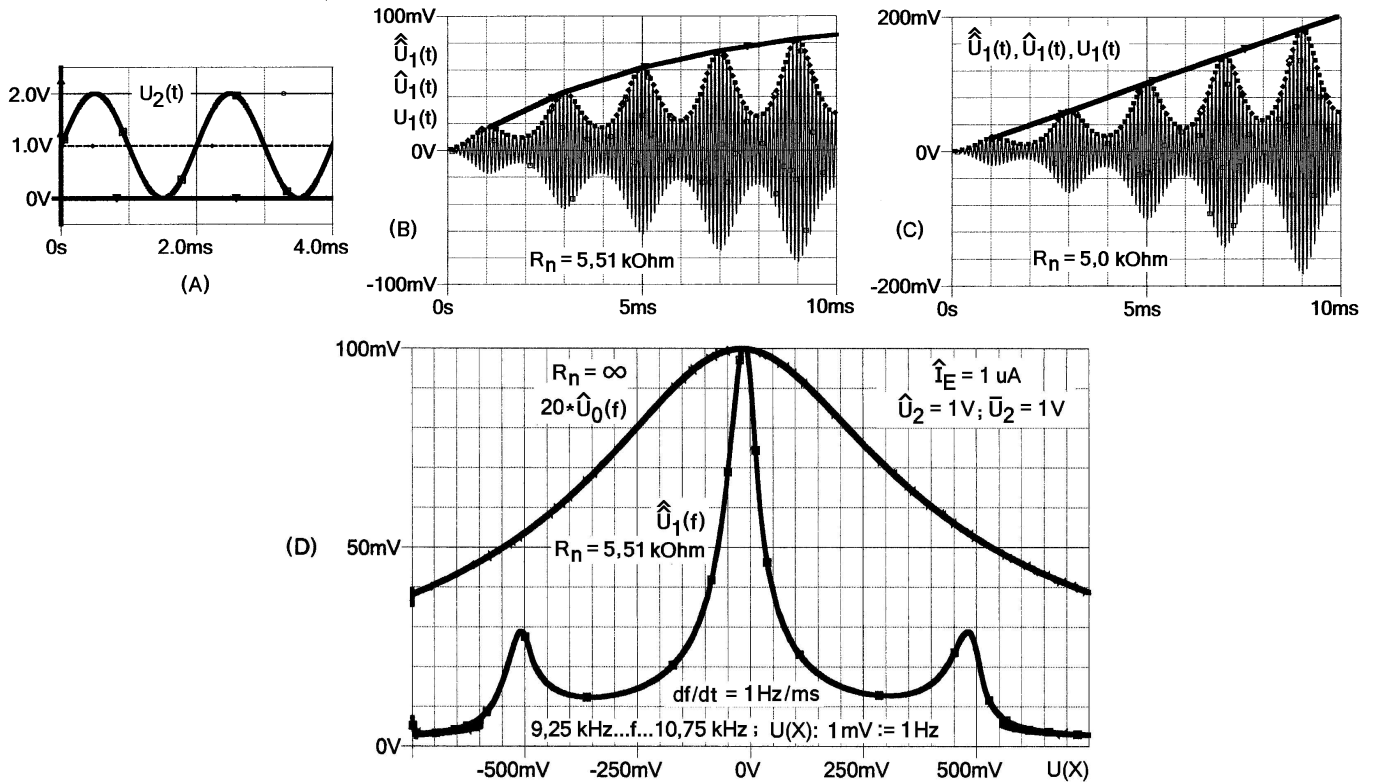 2.0V
U2(t)
1.0V
0V
0s 2.0ms 4.0ms
(A)
100mV
Û̂1(t)
Û1(t)
U1(t)
0V
(B)
Rn = 5,51 kOhm
-100mV
0s 5ms 10ms
200mV
Û̂1(t), Û1(t), U1(t)
0V
(C)
Rn = 5,0 kOhm
-200mV
0s 5ms 10ms
100mV
Rn = ∞
20*Û0(f)
ÎE = 1 uA
Û2 = 1V ; Ū2 = 1V
Û̂1(f)
(D)
50mV
Rn = 5,51 kOhm
df/dt = 1Hz/ms
9,25 kHz...f...10,75 kHz ; U(X): 1mV := 1Hz
0V
-500mV -250mV 0V 250mV 500mV U(X)